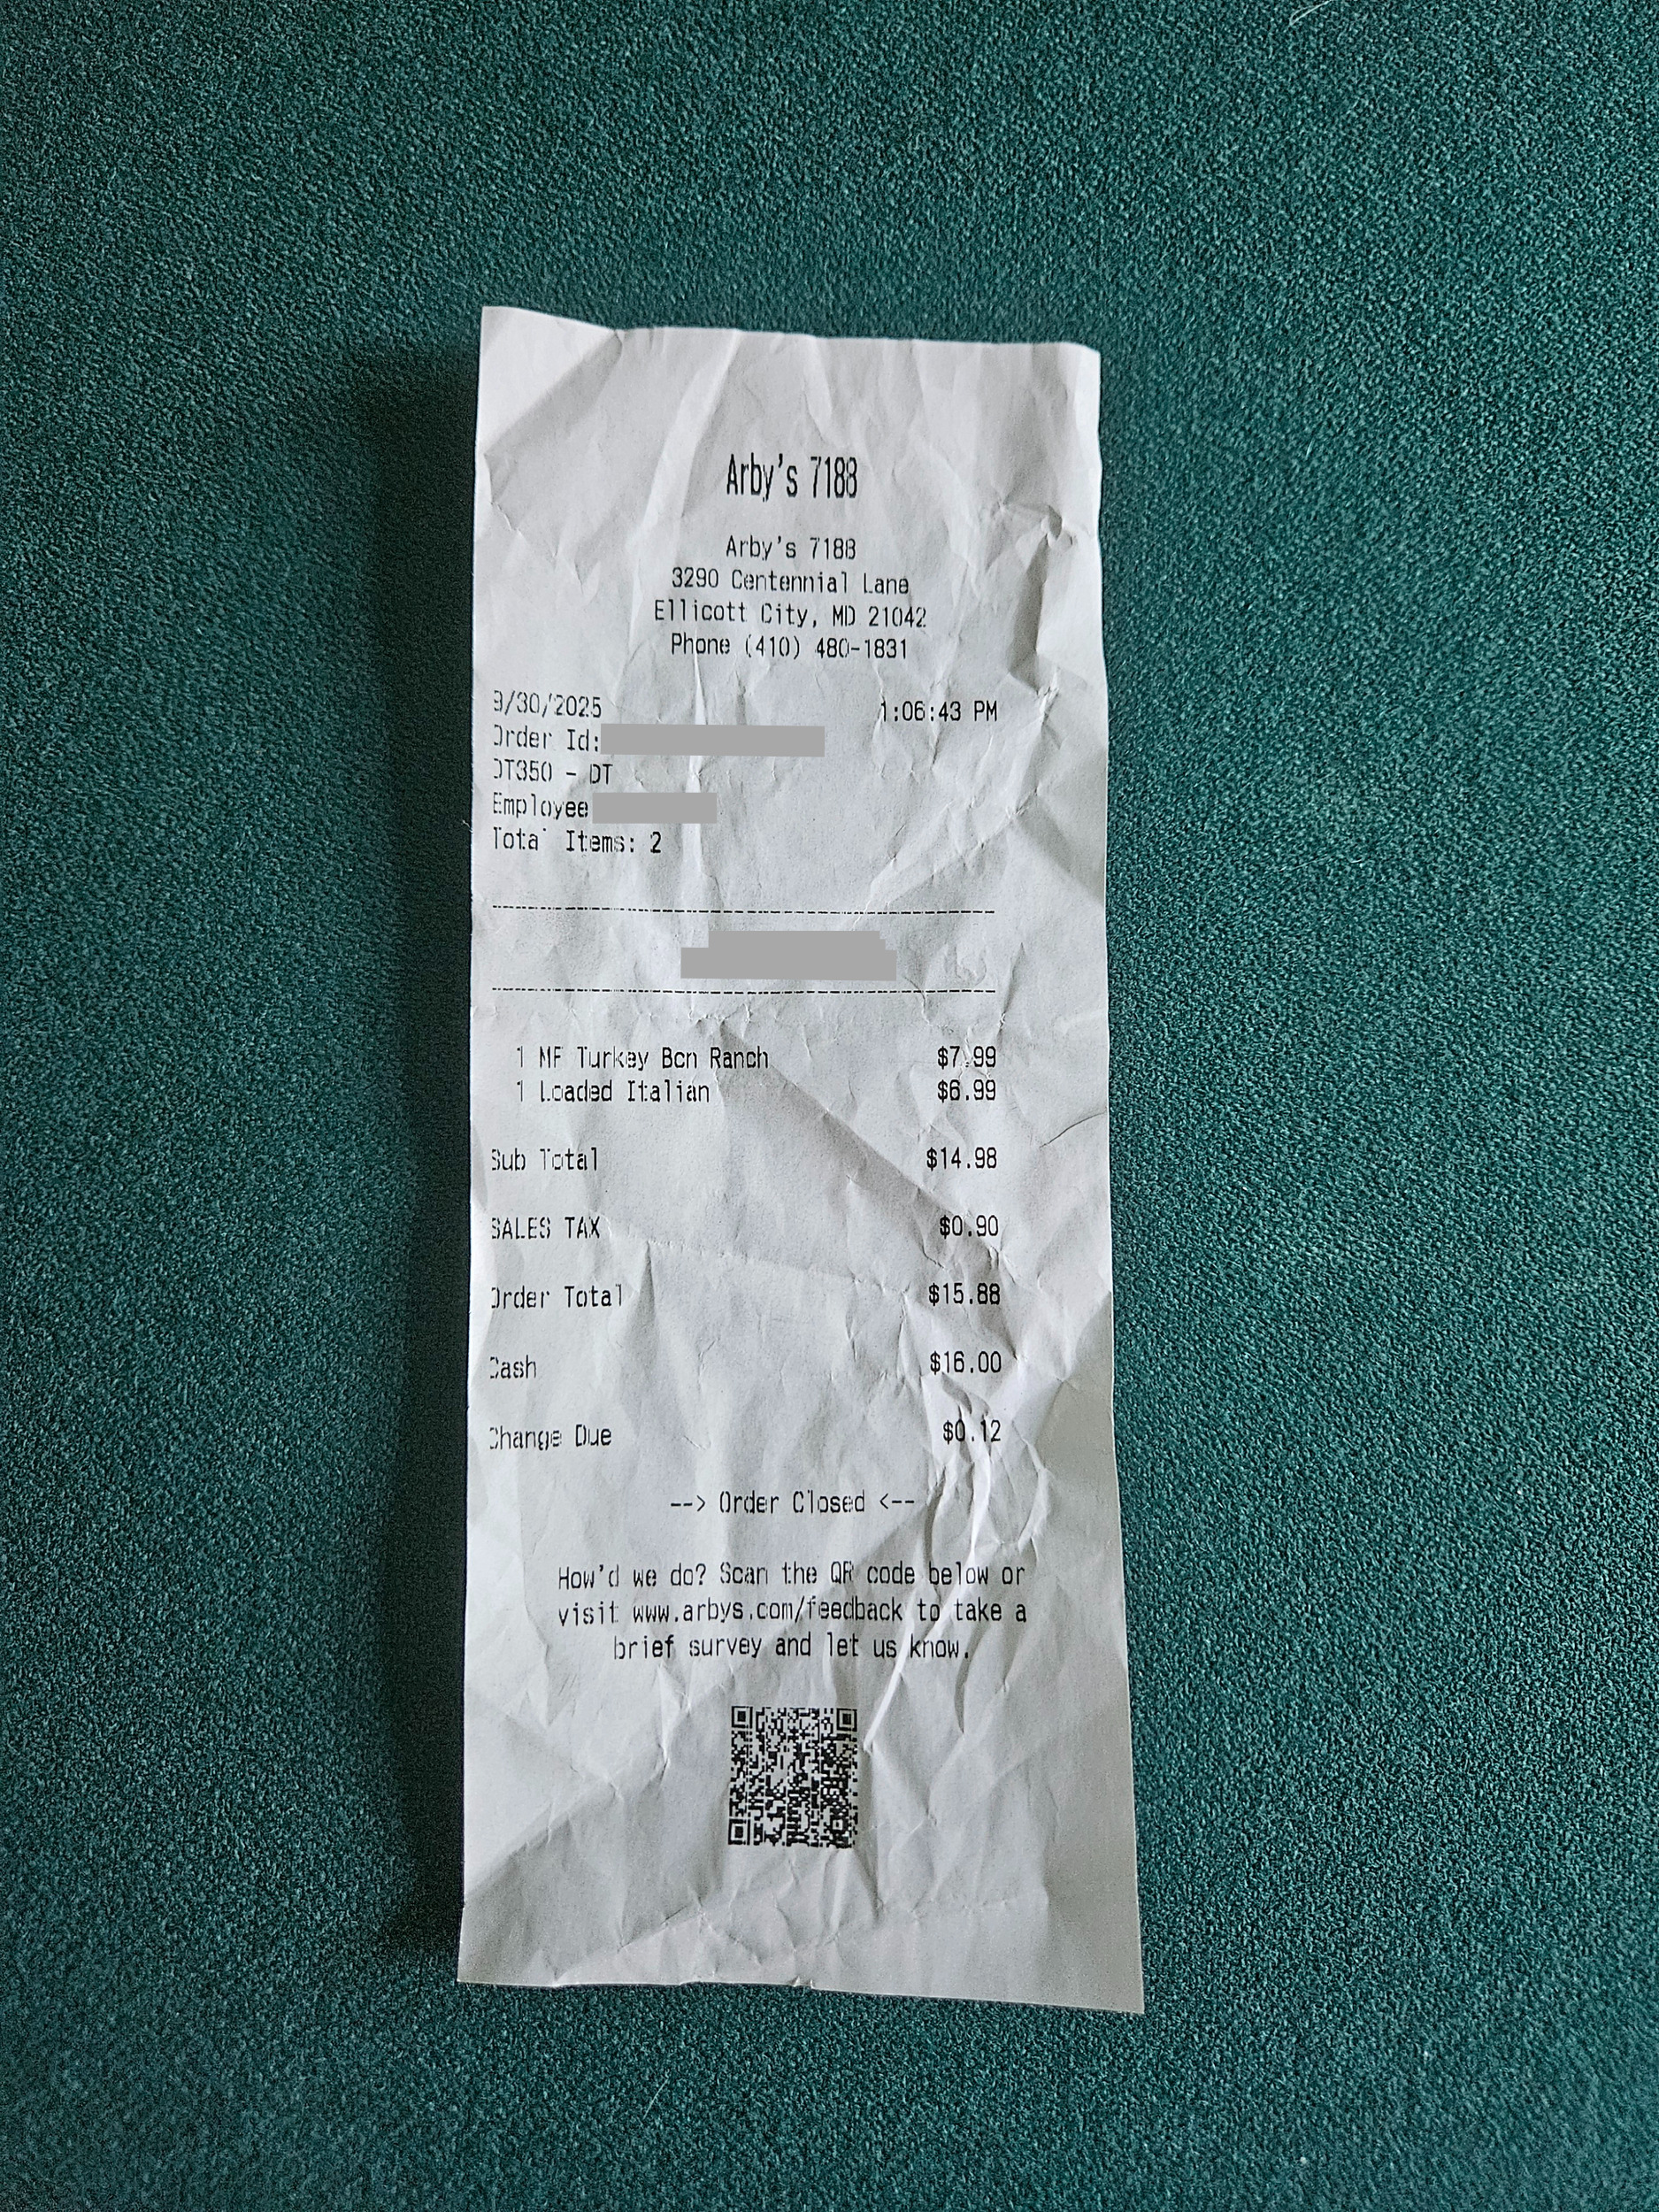 Arby's 7188
Arby's 7188
3290 Centennial Lane
Ellicott City, MD 21042
Phone (410) 480-1831
9/30/2025 1:06:43 PM
Order Id:
DT350 - DT
Employee
Total Items: 2
1 MF Turkey Bcn Ranch $7.99
1 Loaded Italian $6.99
Sub Total $14.98
SALES TAX $0.90
Order Total $15.88
Cash $16.00
Change Due $0.12
--> Order Closed <--
How'd we do? Scan the QR code below or
visit www.arbys.com/feedback to take a
brief survey and let us know.